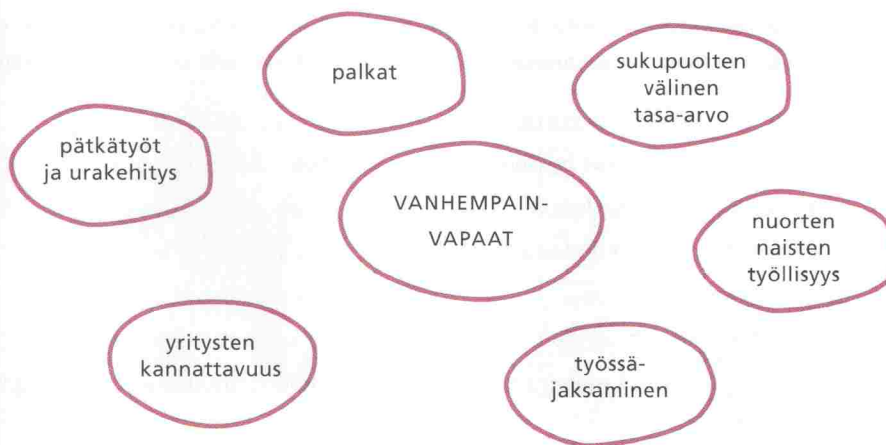 palkat
sukupuolten
välinen
tasa-arvo
pätkätyöt
ja urakehitys
VANHEMPAIN-
VAPAAT
nuorten
naisten
työllisyys
yritysten
kannattavuus
työssä-
jaksaminen